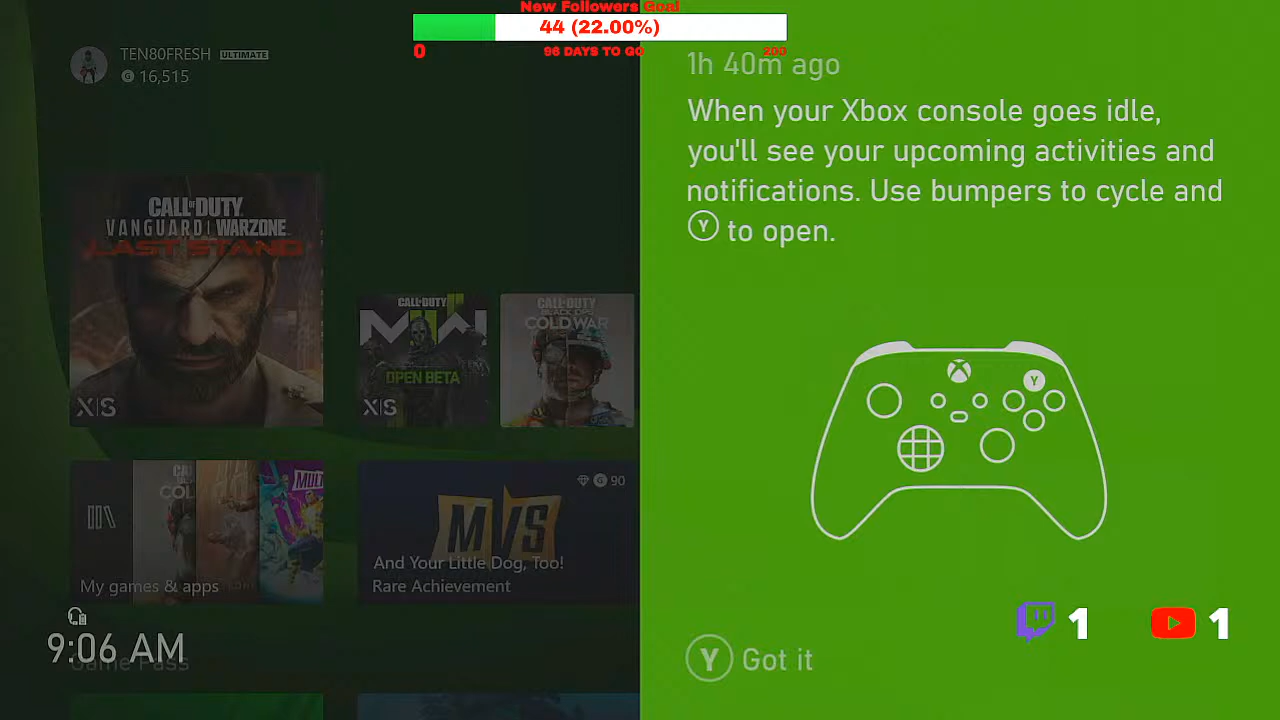 New Followers Goal
44 (22.00%)
0
96 DAYS TO GO
200
TEN80FRESH ULTIMATE
G 16,515
CALL OF DUTY
VANGUARD | WARZONE
LAST STAND
X|S
CALL OF DUTY
MWII
OPEN BETA
X|S
CALL OF DUTY
BLACK OPS
COLD WAR
My games & apps
COL
MULT
G 90
MVS
And Your Little Dog, Too!
Rare Achievement
9:06 AM
Game Pass
1h 40m ago
When your Xbox console goes idle,
you'll see your upcoming activities and
notifications. Use bumpers to cycle and
Y to open.
Y
Y Got it
1
1